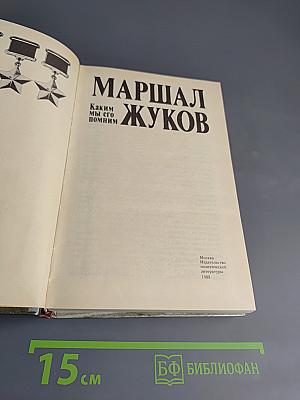 МАРШАЛ
Каким
мы его
помним
ЖУКОВ
Москва
Издательство
политической
литературы
1988
15 см
БФ БИБЛИОФАН